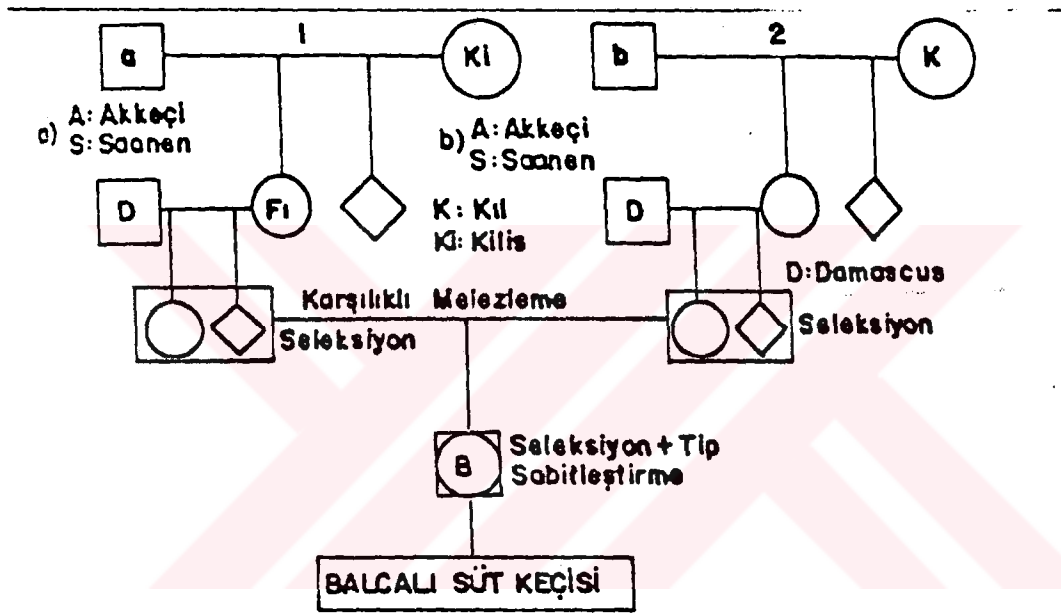 1
2
a
Ki
b
K
a) A: Akkeçi
S: Saanen
b) A: Akkeçi
S: Saanen
D
F1
K: Kıl
Ki: Kilis
D
D: Damascus
Karşılıklı Melezleme
Seleksiyon
Seleksiyon
B
Seleksiyon + Tip
Sabitleştirme
BALCALI SÜT KEÇİSİ